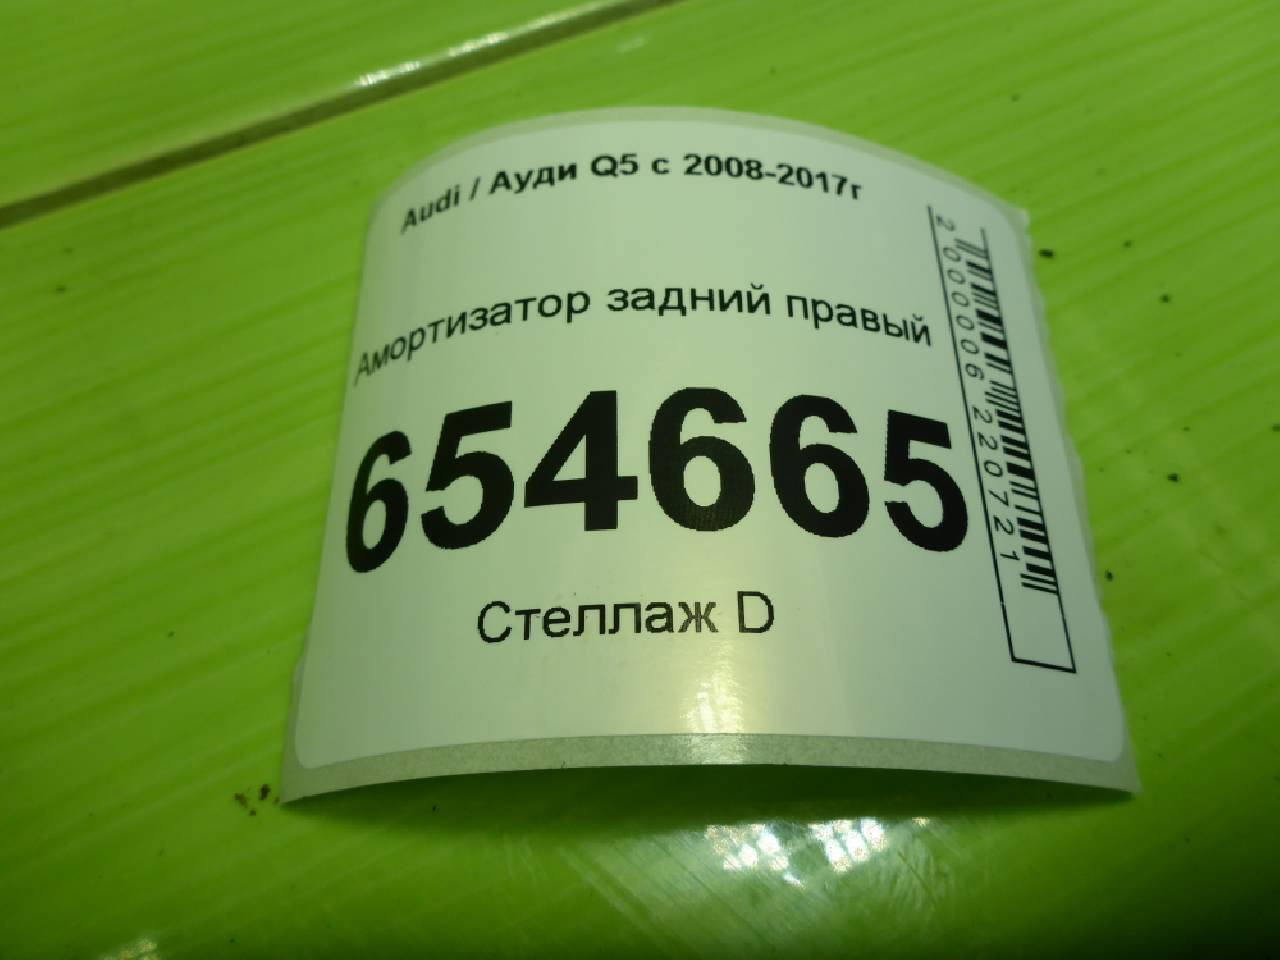 Audi / Ауди Q5 с 2008-2017г
Амортизатор задний правый
654665
Стеллаж D
2000006220721